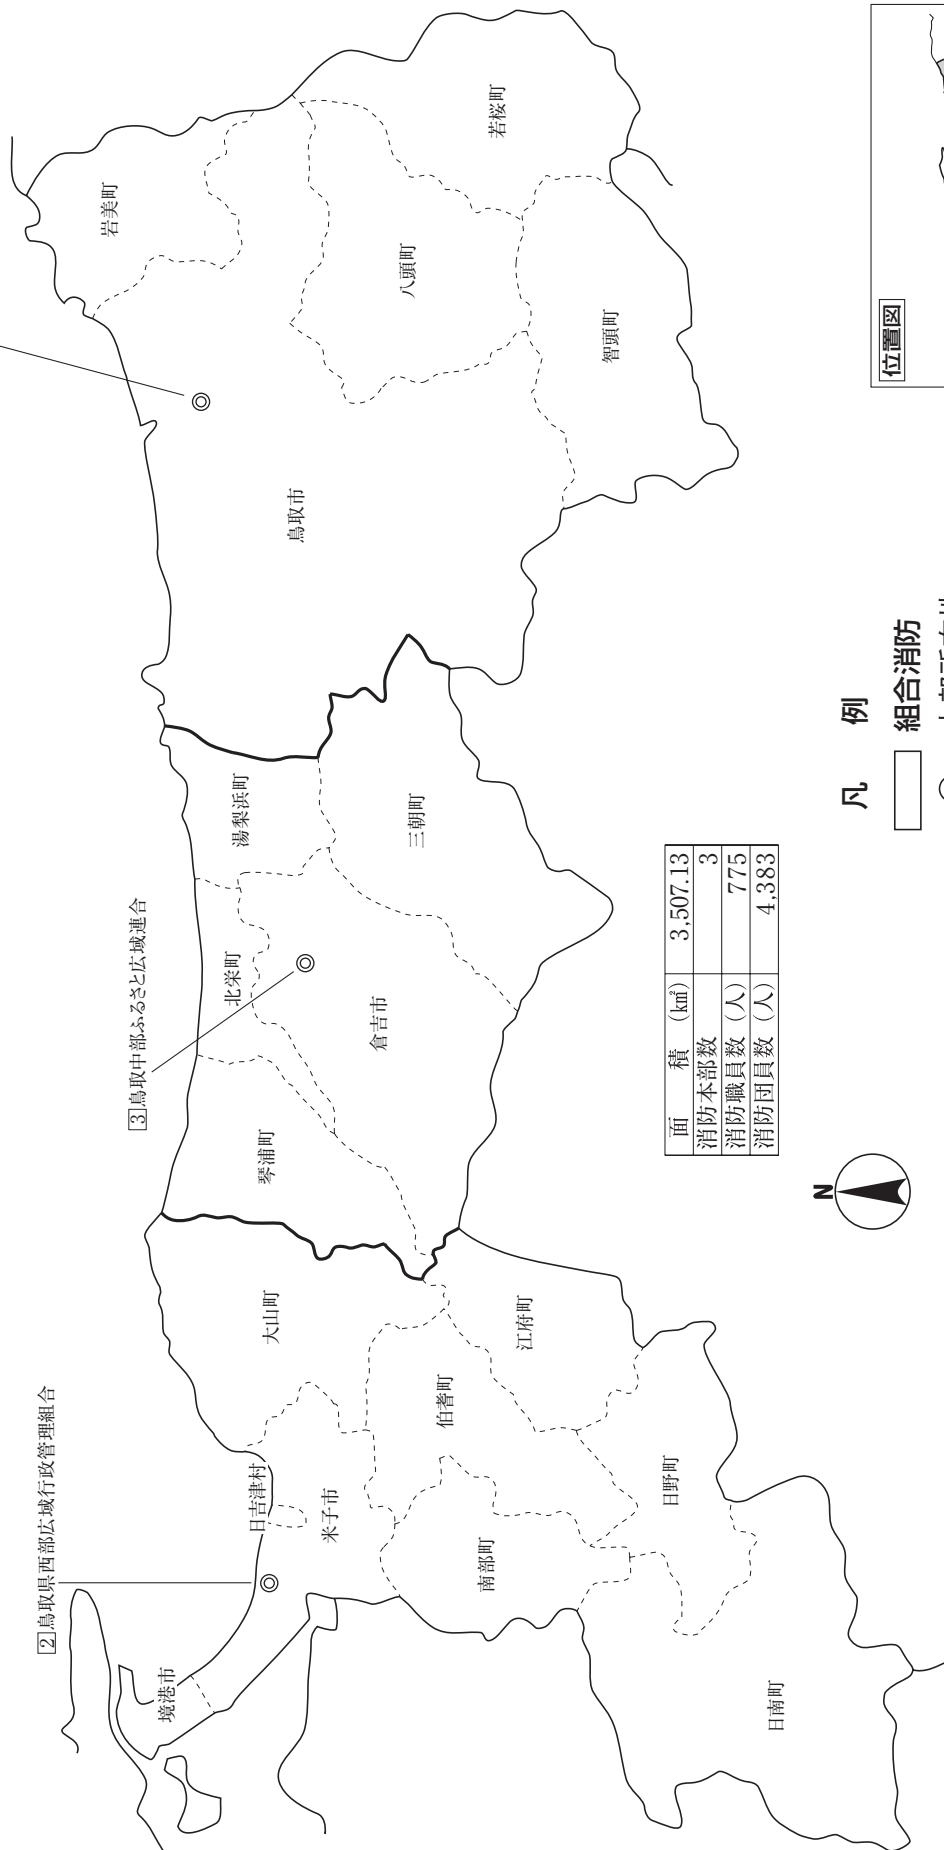 ②鳥取県西部広域行政管理組合
③鳥取中部ふるさと広域連合
境港市
日吉津村
米子市
大山町
南部町
伯耆町
江府町
日野町
日南町
琴浦町
北栄町
湯梨浜町
倉吉市
三朝町
鳥取市
岩美町
八頭町
若桜町
智頭町
面 積 (㎢) 3,507.13
消防本部数 3
消防職員数 (人) 775
消防団員数 (人) 4,383
N
凡 例
組合消防
位置図